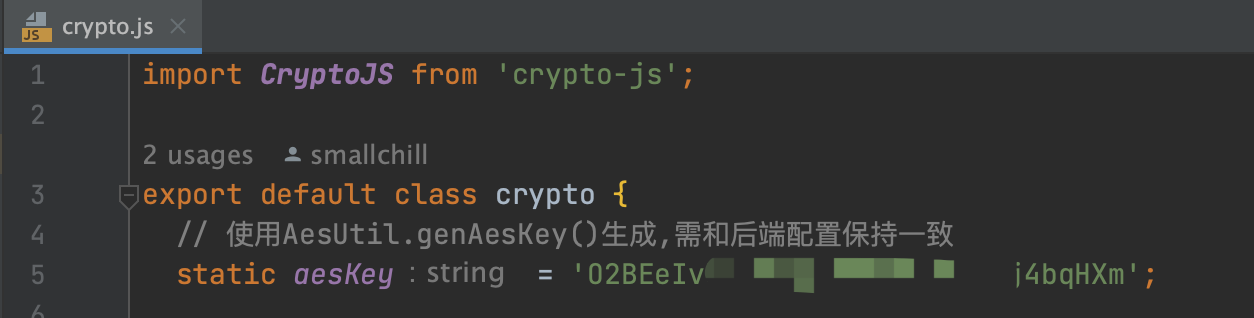 crypto.js
1 import CryptoJS from 'crypto-js';
2
2 usages smallchill
3 export default class crypto {
4 // 使用AesUtil.genAesKey()生成,需和后端配置保持一致
5 static aesKey : string = 'O2BEeIv j4bqHXm';
6